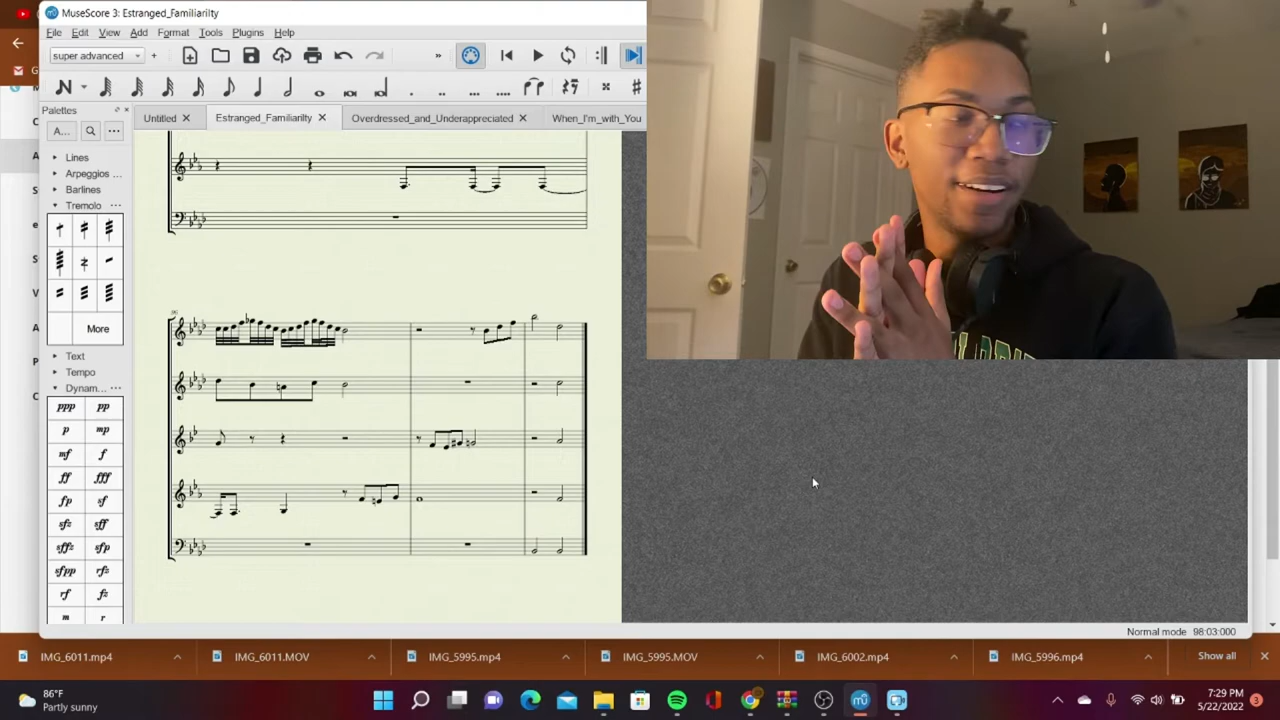 MuseScore 3: Estranged_Familiarilty
File Edit View Add Format Tools Plugins Help
super advanced
Untitled
Estranged_Familiarilty
Overdressed_and_Underappreciated
When_I'm_with_You
Palettes
A...
Lines
Arpeggios ...
Barlines
Tremolo
More
Text
Tempo
Dynam...
ppp pp
p mp
mf f
ff fff
fp sf
sfz sff
sffz sfp
sfpp rfz
rf fz
m r
Normal mode 98:03:000
IMG_6011.mp4
IMG_6011.MOV
IMG_5995.mp4
IMG_5995.MOV
IMG_6002.mp4
IMG_5996.mp4
Show all
86°F
Partly sunny
7:29 PM
5/22/2022
3